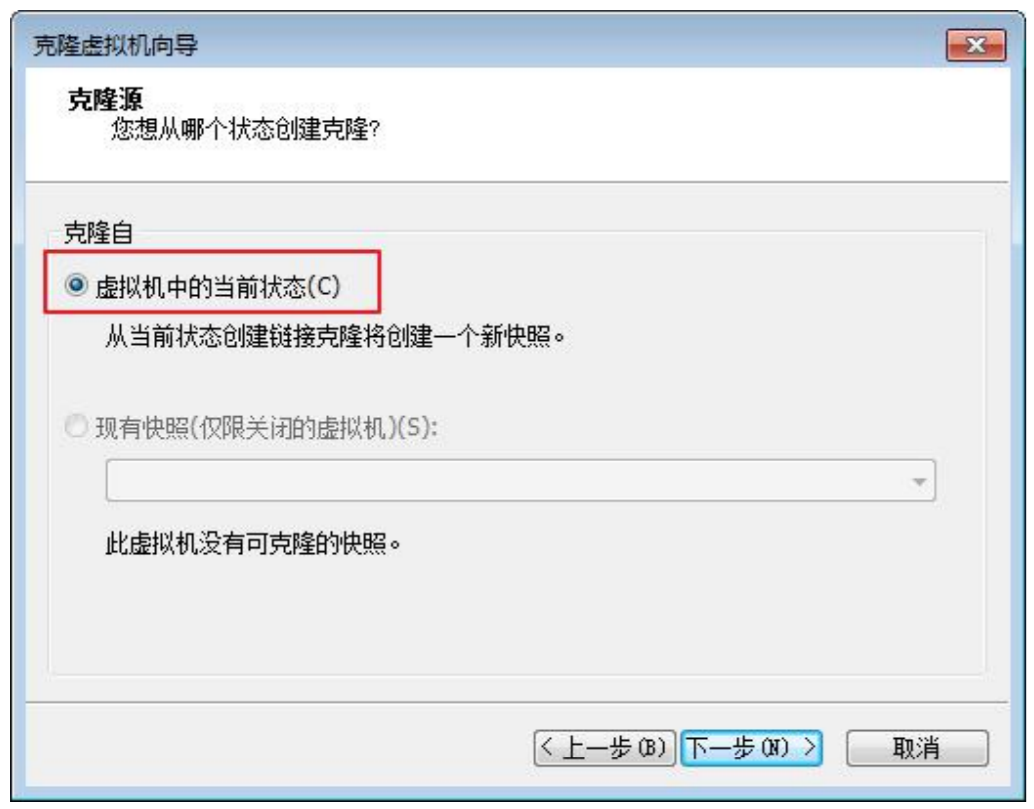 克隆虚拟机向导
克隆源
您想从哪个状态创建克隆?
克隆自
虚拟机中的当前状态(C)
从当前状态创建链接克隆将创建一个新快照。
现有快照(仅限关闭的虚拟机)(S):
此虚拟机没有可克隆的快照。
< 上一步(B) 下一步(N) > 取消